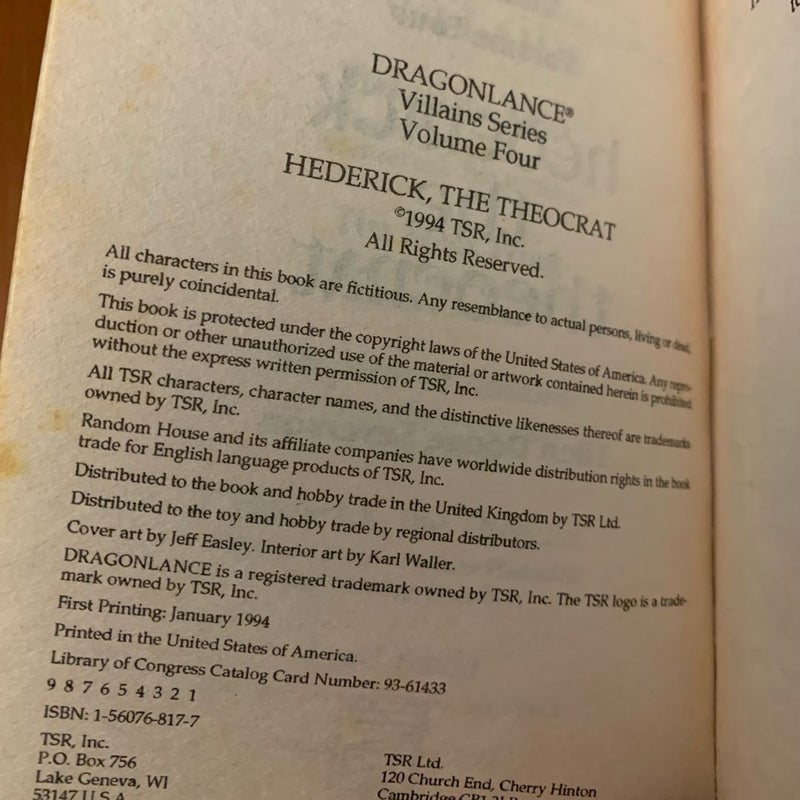 DRAGONLANCE®
Villains Series
Volume Four
HEDERICK, THE THEOCRAT
©1994 TSR, Inc.
All Rights Reserved.
All characters in this book are fictitious. Any resemblance to actual persons, living or dead,
is purely coincidental.
This book is protected under the copyright laws of the United States of America. Any repro-
duction or other unauthorized use of the material or artwork contained herein is prohibited
without the express written permission of TSR, Inc.
All TSR characters, character names, and the distinctive likenesses thereof are trademarks
owned by TSR, Inc.
Random House and its affiliate companies have worldwide distribution rights in the book
trade for English language products of TSR, Inc.
Distributed to the book and hobby trade in the United Kingdom by TSR Ltd.
Distributed to the toy and hobby trade by regional distributors.
Cover art by Jeff Easley. Interior art by Karl Waller.
DRAGONLANCE is a registered trademark owned by TSR, Inc. The TSR logo is a trade-
mark owned by TSR, Inc.
First Printing: January 1994
Printed in the United States of America.
Library of Congress Catalog Card Number: 93-61433
9 8 7 6 5 4 3 2 1
ISBN: 1-56076-817-7
TSR, Inc.
P.O. Box 756
Lake Geneva, WI
53147 U.S.A.
TSR Ltd.
120 Church End, Cherry Hinton
Cambridge